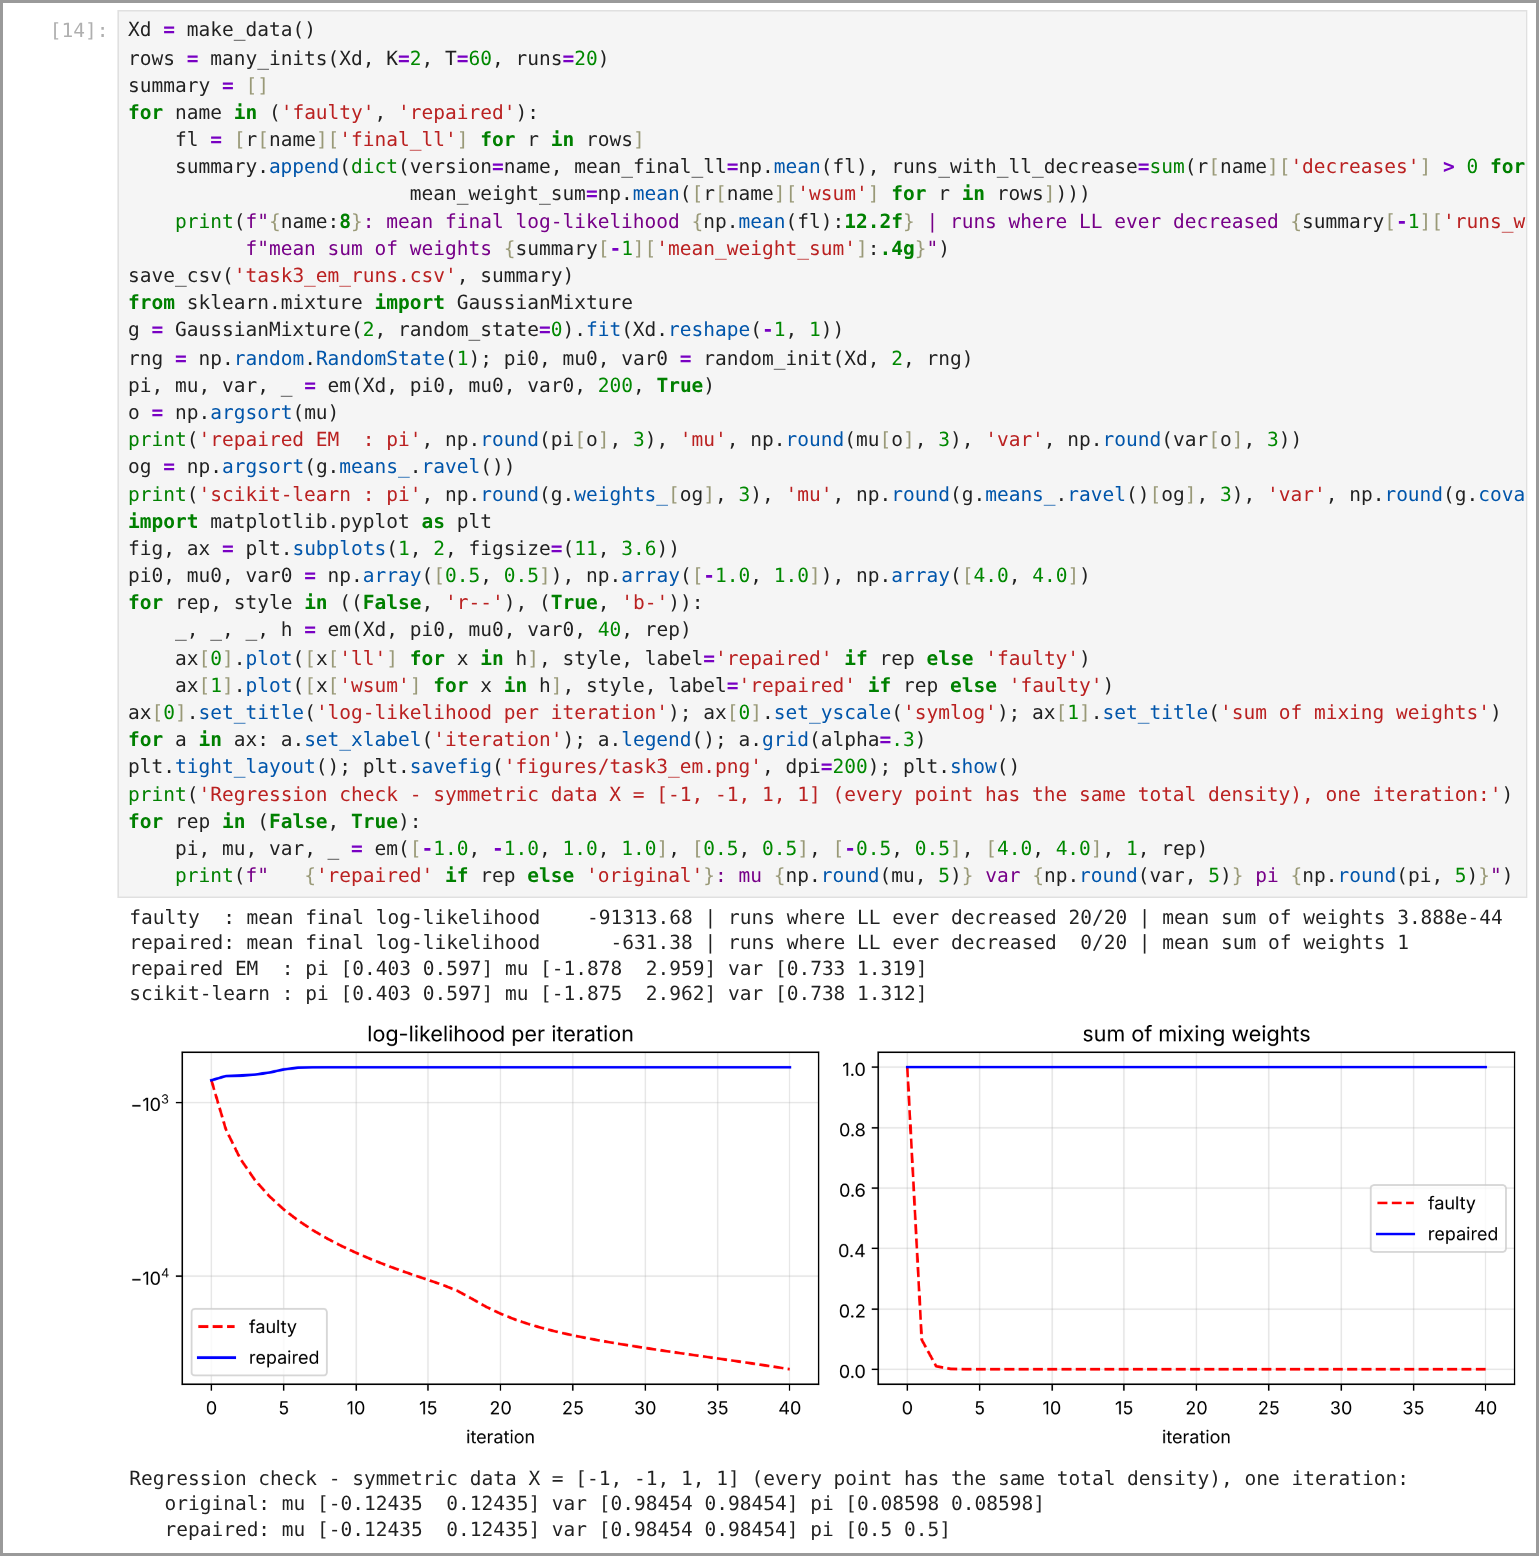 [14]:
Xd = make_data()
rows = many_inits(Xd, K=2, T=60, runs=20)
summary = []
for name in ('faulty', 'repaired'):
    fl = [r[name]['final_ll'] for r in rows]
    summary.append(dict(version=name, mean_final_ll=np.mean(fl), runs_with_ll_decrease=sum(r[name]['decreases'] > 0 for
                        mean_weight_sum=np.mean([r[name]['wsum'] for r in rows])))
    print(f"{name:8}: mean final log-likelihood {np.mean(fl):12.2f} | runs where LL ever decreased {summary[-1]['runs_w
          f"mean sum of weights {summary[-1]['mean_weight_sum']:.4g}")
save_csv('task3_em_runs.csv', summary)
from sklearn.mixture import GaussianMixture
g = GaussianMixture(2, random_state=0).fit(Xd.reshape(-1, 1))
rng = np.random.RandomState(1); pi0, mu0, var0 = random_init(Xd, 2, rng)
pi, mu, var, _ = em(Xd, pi0, mu0, var0, 200, True)
o = np.argsort(mu)
print('repaired EM  : pi', np.round(pi[o], 3), 'mu', np.round(mu[o], 3), 'var', np.round(var[o], 3))
og = np.argsort(g.means_.ravel())
print('scikit-learn : pi', np.round(g.weights_[og], 3), 'mu', np.round(g.means_.ravel()[og], 3), 'var', np.round(g.cova
import matplotlib.pyplot as plt
fig, ax = plt.subplots(1, 2, figsize=(11, 3.6))
pi0, mu0, var0 = np.array([0.5, 0.5]), np.array([-1.0, 1.0]), np.array([4.0, 4.0])
for rep, style in ((False, 'r--'), (True, 'b-')):
    _, _, _, h = em(Xd, pi0, mu0, var0, 40, rep)
    ax[0].plot([x['ll'] for x in h], style, label='repaired' if rep else 'faulty')
    ax[1].plot([x['wsum'] for x in h], style, label='repaired' if rep else 'faulty')
ax[0].set_title('log-likelihood per iteration'); ax[0].set_yscale('symlog'); ax[1].set_title('sum of mixing weights')
for a in ax: a.set_xlabel('iteration'); a.legend(); a.grid(alpha=.3)
plt.tight_layout(); plt.savefig('figures/task3_em.png', dpi=200); plt.show()
print('Regression check - symmetric data X = [-1, -1, 1, 1] (every point has the same total density), one iteration:')
for rep in (False, True):
    pi, mu, var, _ = em([-1.0, -1.0, 1.0, 1.0], [0.5, 0.5], [-0.5, 0.5], [4.0, 4.0], 1, rep)
    print(f"   {'repaired' if rep else 'original'}: mu {np.round(mu, 5)} var {np.round(var, 5)} pi {np.round(pi, 5)}")
faulty  : mean final log-likelihood    -91313.68 | runs where LL ever decreased 20/20 | mean sum of weights 3.888e-44
repaired: mean final log-likelihood      -631.38 | runs where LL ever decreased  0/20 | mean sum of weights 1
repaired EM  : pi [0.403 0.597] mu [-1.878  2.959] var [0.733 1.319]
scikit-learn : pi [0.403 0.597] mu [-1.875  2.962] var [0.738 1.312]
log-likelihood per iteration
−10³
−10⁴
faulty
repaired
0 5 10 15 20 25 30 35 40
iteration
sum of mixing weights
1.0
0.8
0.6
0.4
0.2
0.0
faulty
repaired
0 5 10 15 20 25 30 35 40
iteration
Regression check - symmetric data X = [-1, -1, 1, 1] (every point has the same total density), one iteration:
   original: mu [-0.12435  0.12435] var [0.98454 0.98454] pi [0.08598 0.08598]
   repaired: mu [-0.12435  0.12435] var [0.98454 0.98454] pi [0.5 0.5]